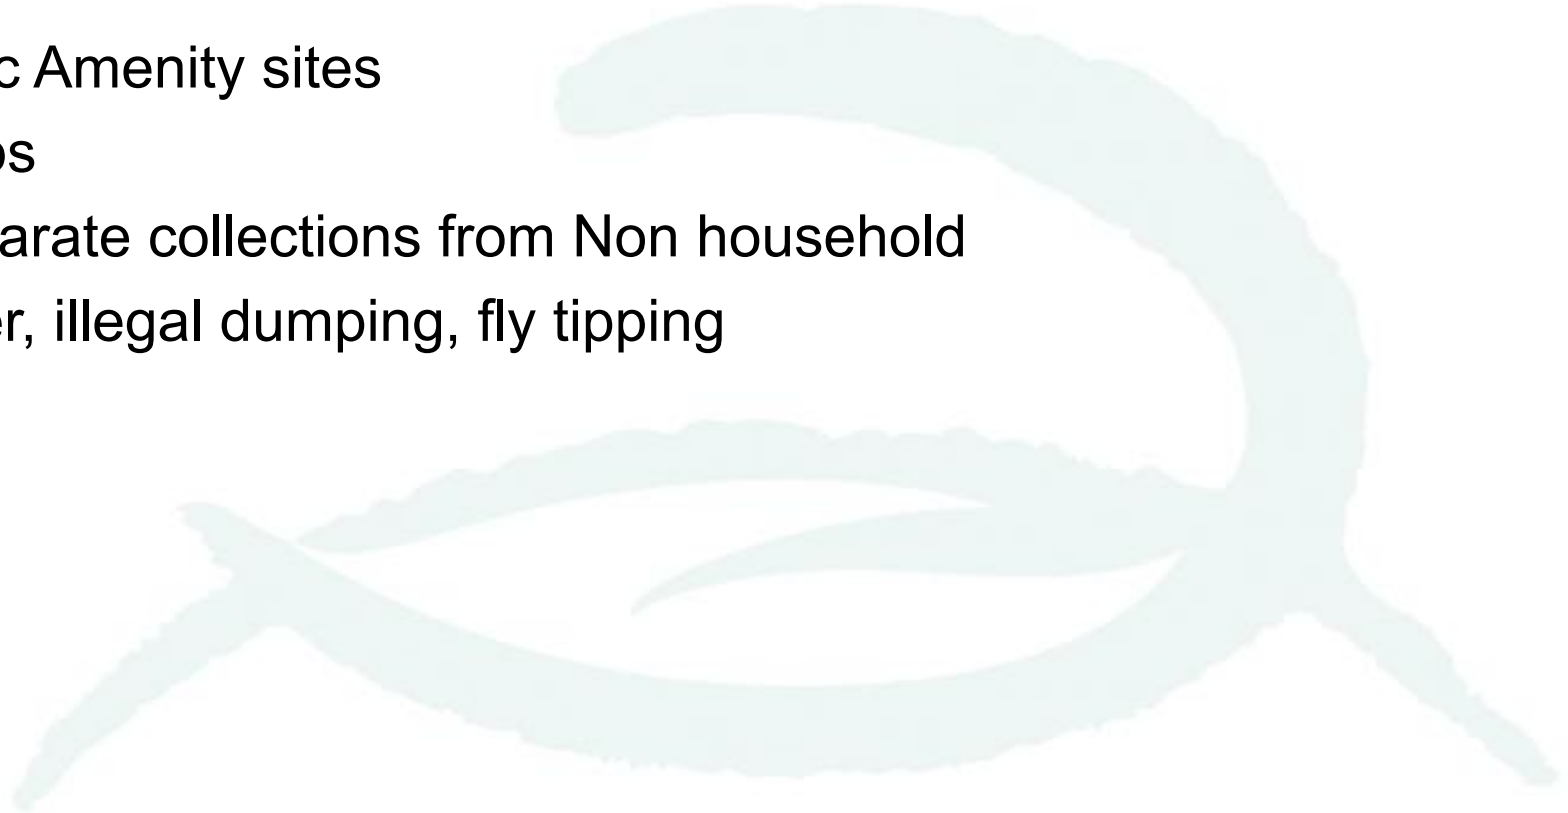 c Amenity sites
os
arate collections from Non household
er, illegal dumping, fly tipping